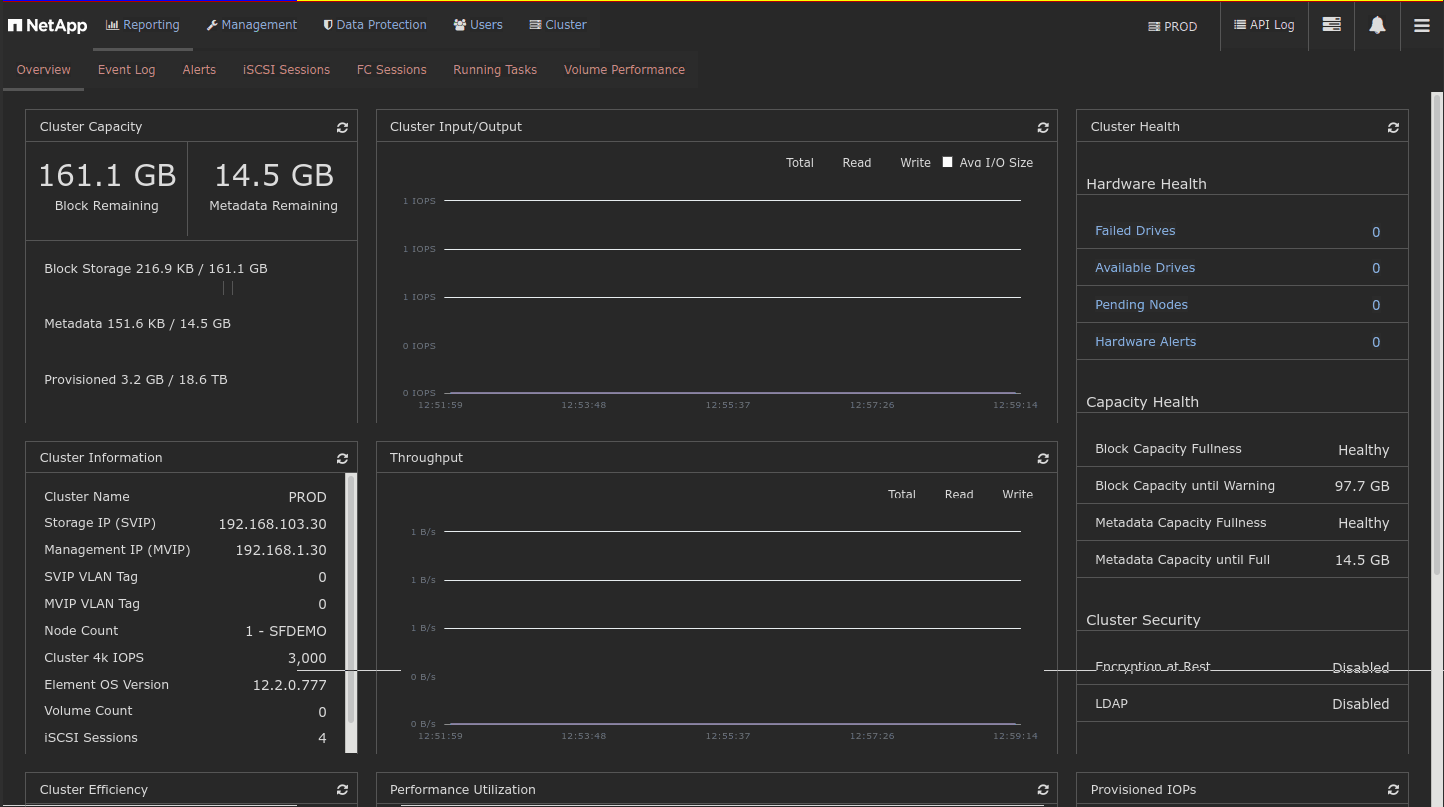 NetApp Reporting Management Data Protection Users Cluster PROD API Log
Overview Event Log Alerts iSCSI Sessions FC Sessions Running Tasks Volume Performance
Cluster Capacity
161.1 GB
Block Remaining
14.5 GB
Metadata Remaining
Block Storage 216.9 KB / 161.1 GB
Metadata 151.6 KB / 14.5 GB
Provisioned 3.2 GB / 18.6 TB
Cluster Input/Output
Total Read Write Avg I/O Size
1 IOPS
1 IOPS
1 IOPS
0 IOPS
0 IOPS
12:51:59 12:53:48 12:55:37 12:57:26 12:59:14
Cluster Health
Hardware Health
Failed Drives 0
Available Drives 0
Pending Nodes 0
Hardware Alerts 0
Capacity Health
Block Capacity Fullness Healthy
Block Capacity until Warning 97.7 GB
Metadata Capacity Fullness Healthy
Metadata Capacity until Full 14.5 GB
Cluster Security
Encryption at Rest Disabled
LDAP Disabled
Cluster Information
Cluster Name PROD
Storage IP (SVIP) 192.168.103.30
Management IP (MVIP) 192.168.1.30
SVIP VLAN Tag 0
MVIP VLAN Tag 0
Node Count 1 - SFDEMO
Cluster 4k IOPS 3,000
Element OS Version 12.2.0.777
Volume Count 0
iSCSI Sessions 4
Throughput
Total Read Write
1 B/s
1 B/s
1 B/s
0 B/s
0 B/s
12:51:59 12:53:48 12:55:37 12:57:26 12:59:14
Cluster Efficiency
Performance Utilization
Provisioned IOPs